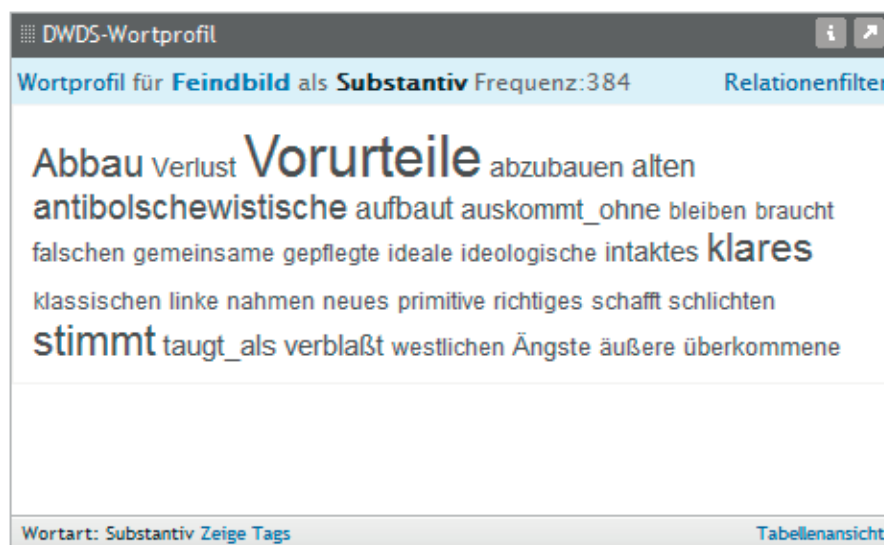 DWDS-Wortprofil
Wortprofil für Feindbild als Substantiv Frequenz:384 Relationenfilter
Abbau Verlust Vorurteile abzubauen alten
antibolschewistische aufbaut auskommt_ohne bleiben braucht
falschen gemeinsame gepflegte ideale ideologische intaktes klares
klassischen linke nahmen neues primitive richtiges schafft schlichten
stimmt taugt_als verblaßt westlichen Ängste äußere überkommene
Wortart: Substantiv Zeige Tags Tabellenansicht